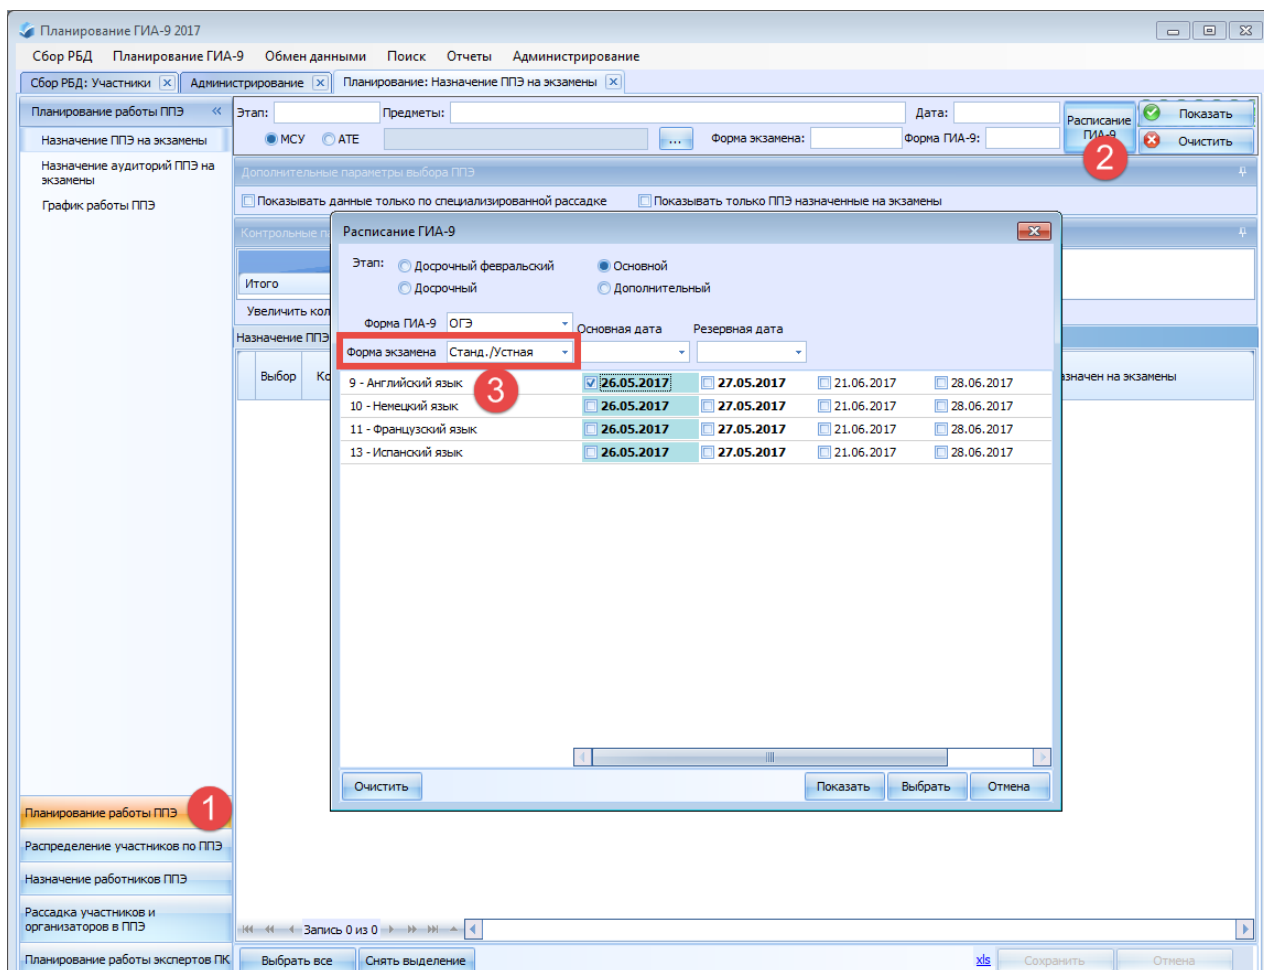 Планирование ГИА-9 2017
Сбор РБД Планирование ГИА-9 Обмен данными Поиск Отчеты Администрирование
Сбор РБД: Участники Администрирование Планирование: Назначение ППЭ на экзамены
Планирование работы ППЭ
Назначение ППЭ на экзамены
Назначение аудиторий ППЭ на
экзамены
График работы ППЭ
Этап: Предметы: Дата:
МСУ АТЕ ... Форма экзамена: Форма ГИА-9:
Расписание
ГИА-9
2
Показать
Очистить
Дополнительные параметры выбора ППЭ
Показывать данные только по специализированной рассадке Показывать только ППЭ назначенные на экзамены
Контрольные
Итого
Увеличить кол
Назначение ППЭ
Выбор Ко
значен на экзамены
Расписание ГИА-9
Этап: Досрочный февральский Основной
Досрочный Дополнительный
Форма ГИА-9 ОГЭ Основная дата Резервная дата
Форма экзамена Станд./Устная
3
9 - Английский язык 26.05.2017 27.05.2017 21.06.2017 28.06.2017
10 - Немецкий язык 26.05.2017 27.05.2017 21.06.2017 28.06.2017
11 - Французский язык 26.05.2017 27.05.2017 21.06.2017 28.06.2017
13 - Испанский язык 26.05.2017 27.05.2017 21.06.2017 28.06.2017
Очистить Показать Выбрать Отмена
Планирование работы ППЭ 1
Распределение участников по ППЭ
Назначение работников ППЭ
Рассадка участников и
организаторов в ППЭ
Планирование работы экспертов ПК
Запись 0 из 0
Выбрать все Снять выделение xls Сохранить Отмена